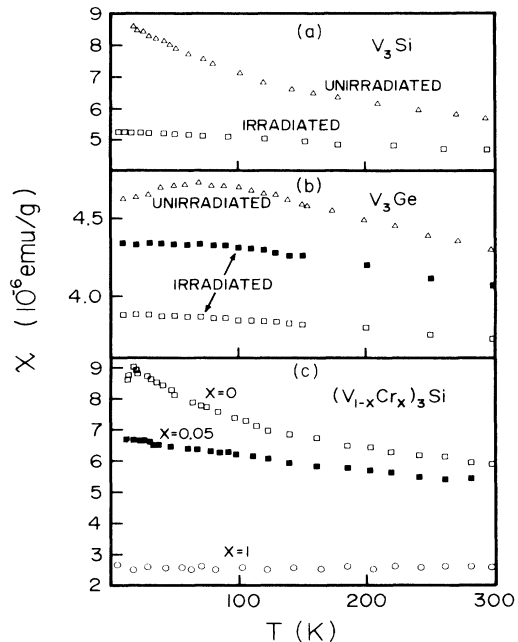 (a)
V₃Si
UNIRRADIATED
IRRADIATED
9
8
7
6
5
(b)
V₃Ge
UNIRRADIATED
IRRADIATED
4.5
4.0
χ (10⁻⁶emu/g)
(c)
(V₁₋ₓCrₓ)₃Si
X=0
X=0.05
X=1
9
8
7
6
5
4
3
2
100
200
300
T (K)